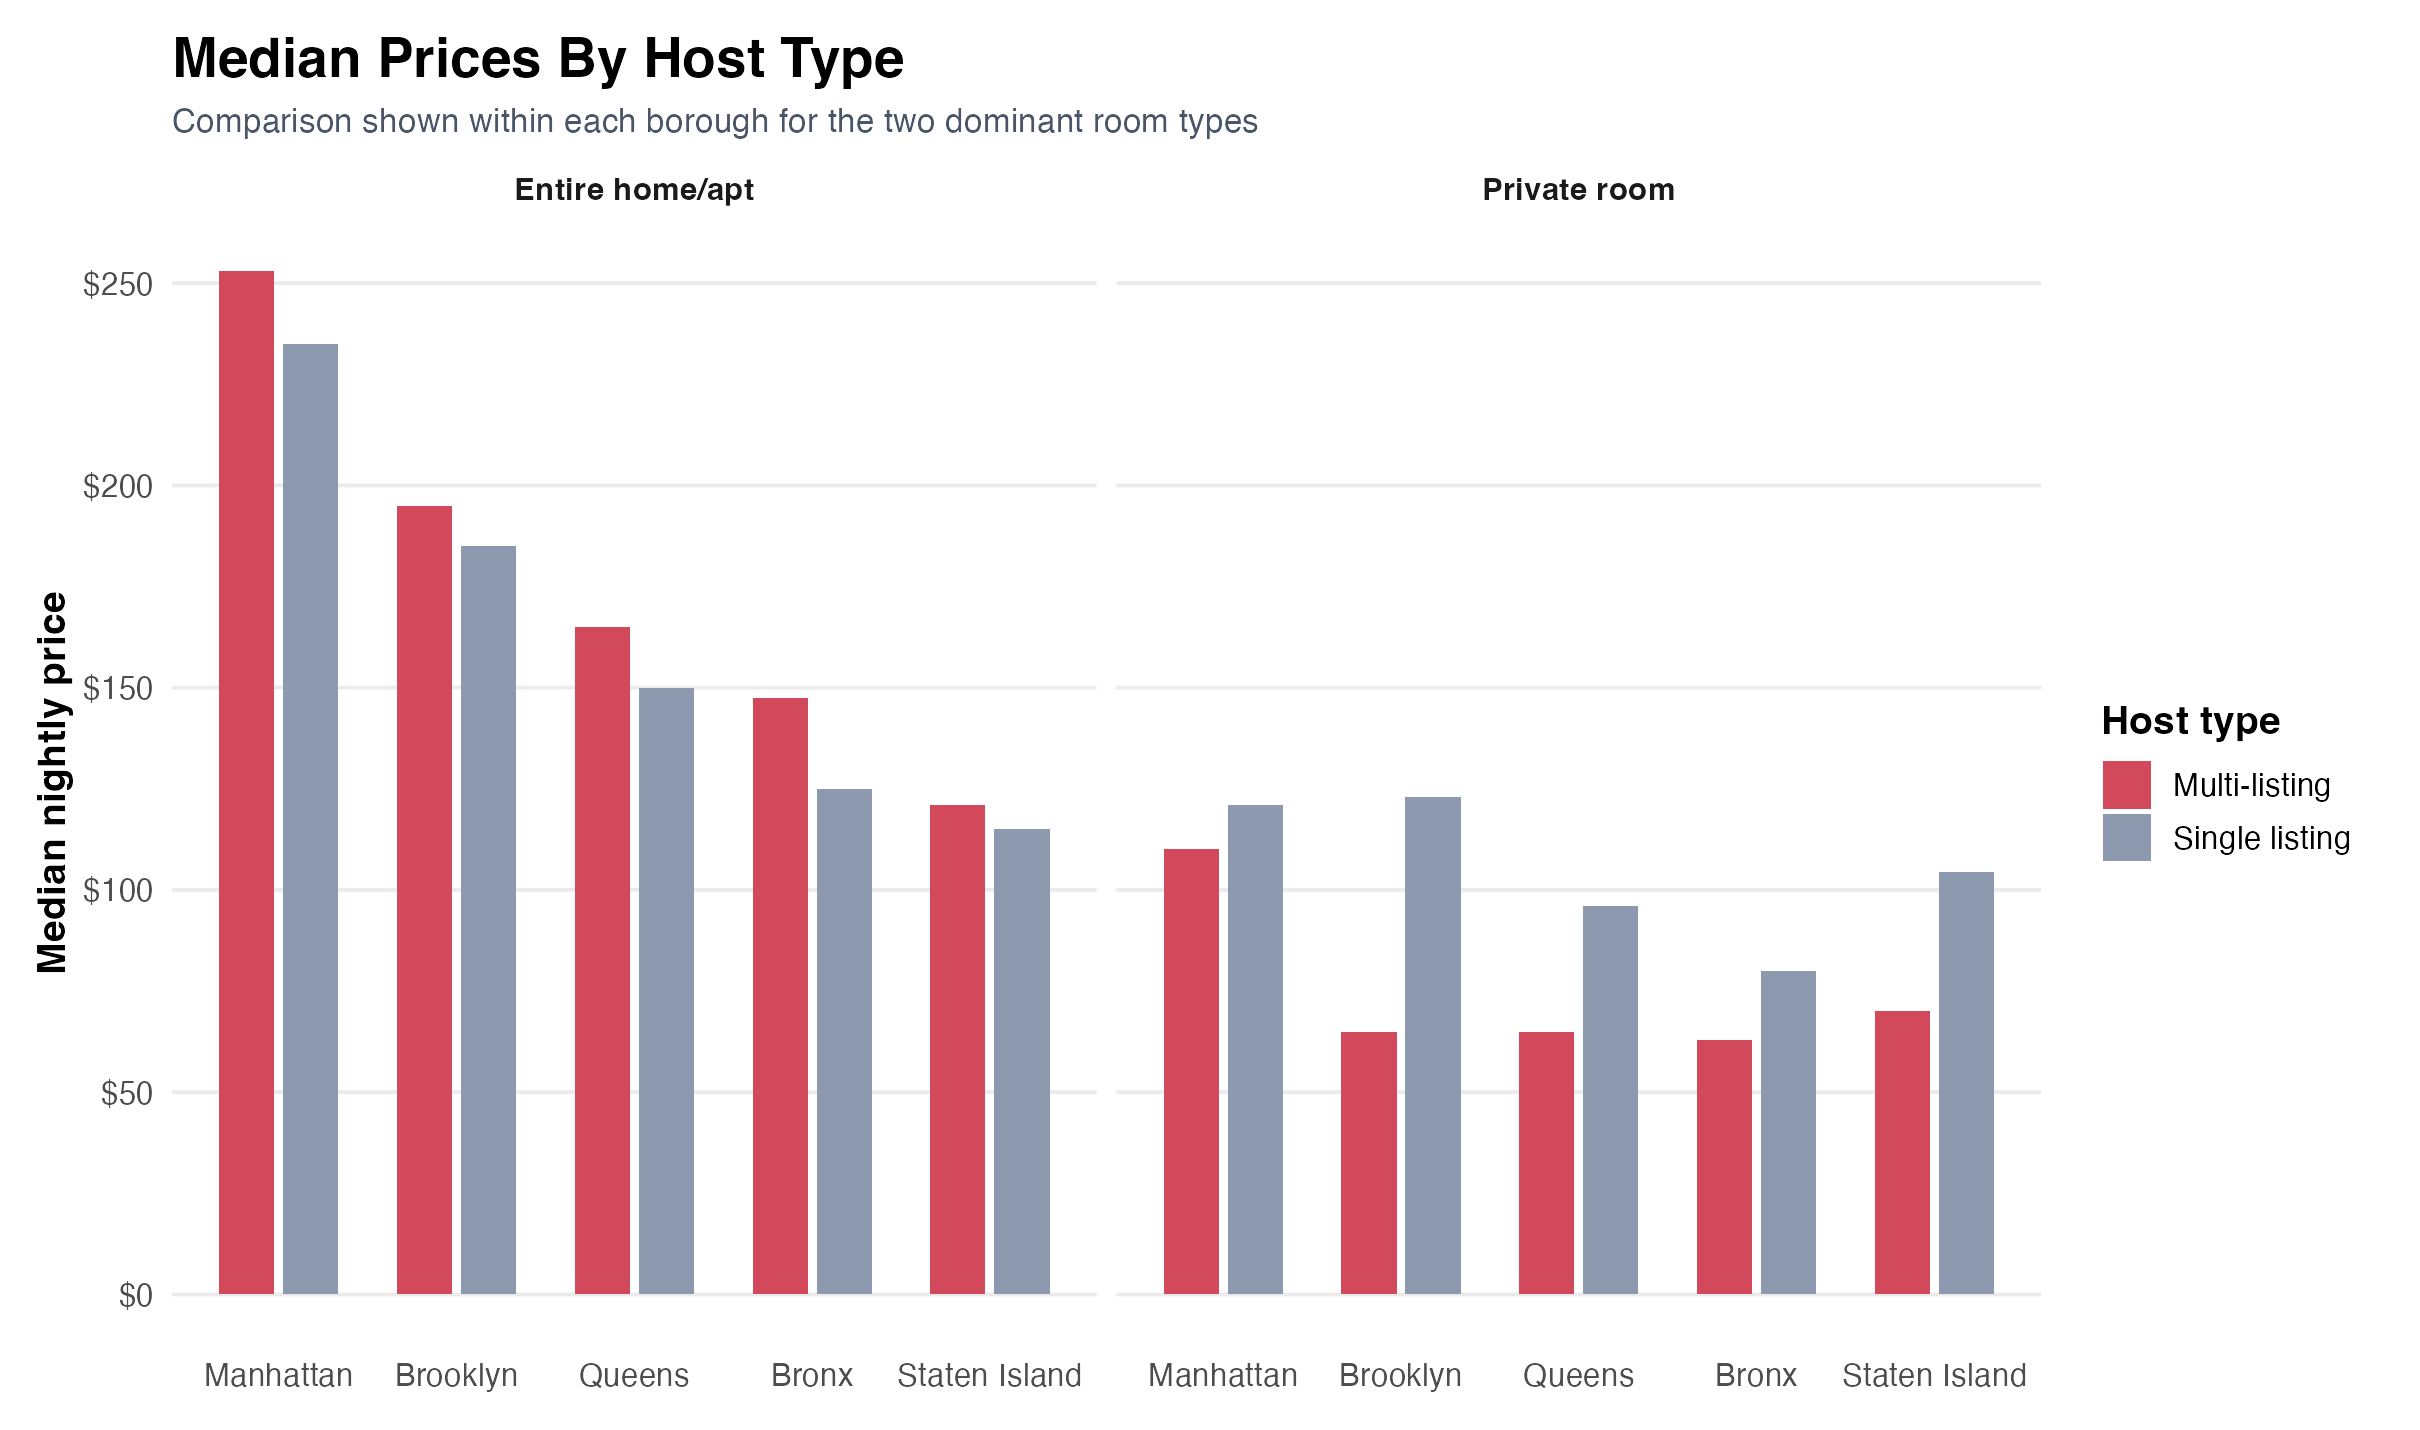 Median Prices By Host Type
Comparison shown within each borough for the two dominant room types
Entire home/apt
Private room
Median nightly price
$250
$200
$150
$100
$50
$0
Manhattan
Brooklyn
Queens
Bronx
Staten Island
Manhattan
Brooklyn
Queens
Bronx
Staten Island
Host type
Multi-listing
Single listing